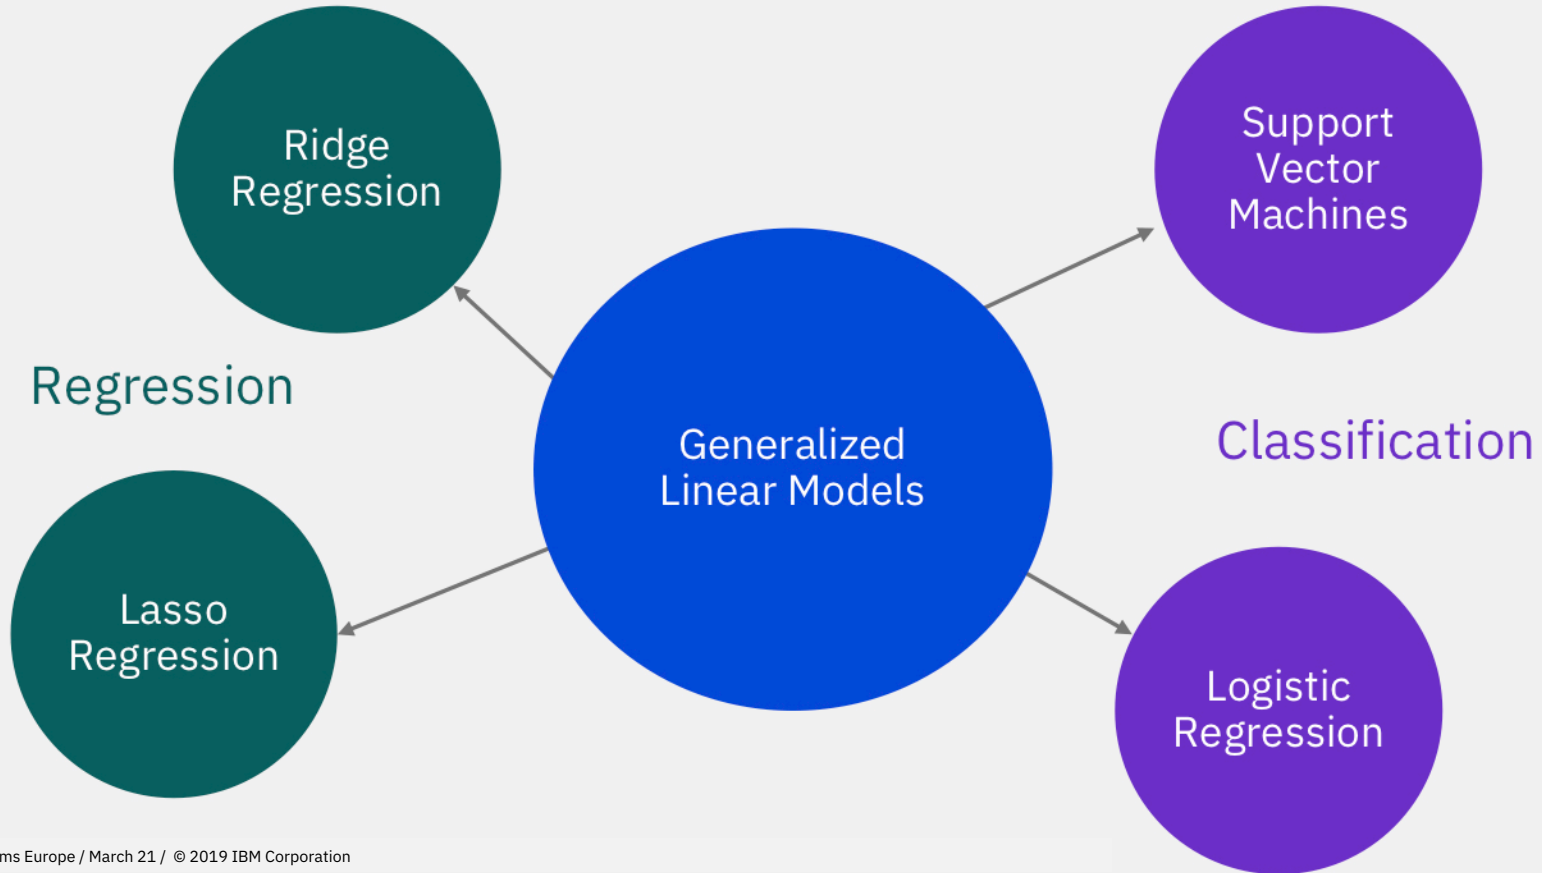 Ridge
Regression
Support
Vector
Machines
Regression
Generalized
Linear Models
Classification
Lasso
Regression
Logistic
Regression
ms Europe / March 21 / © 2019 IBM Corporation